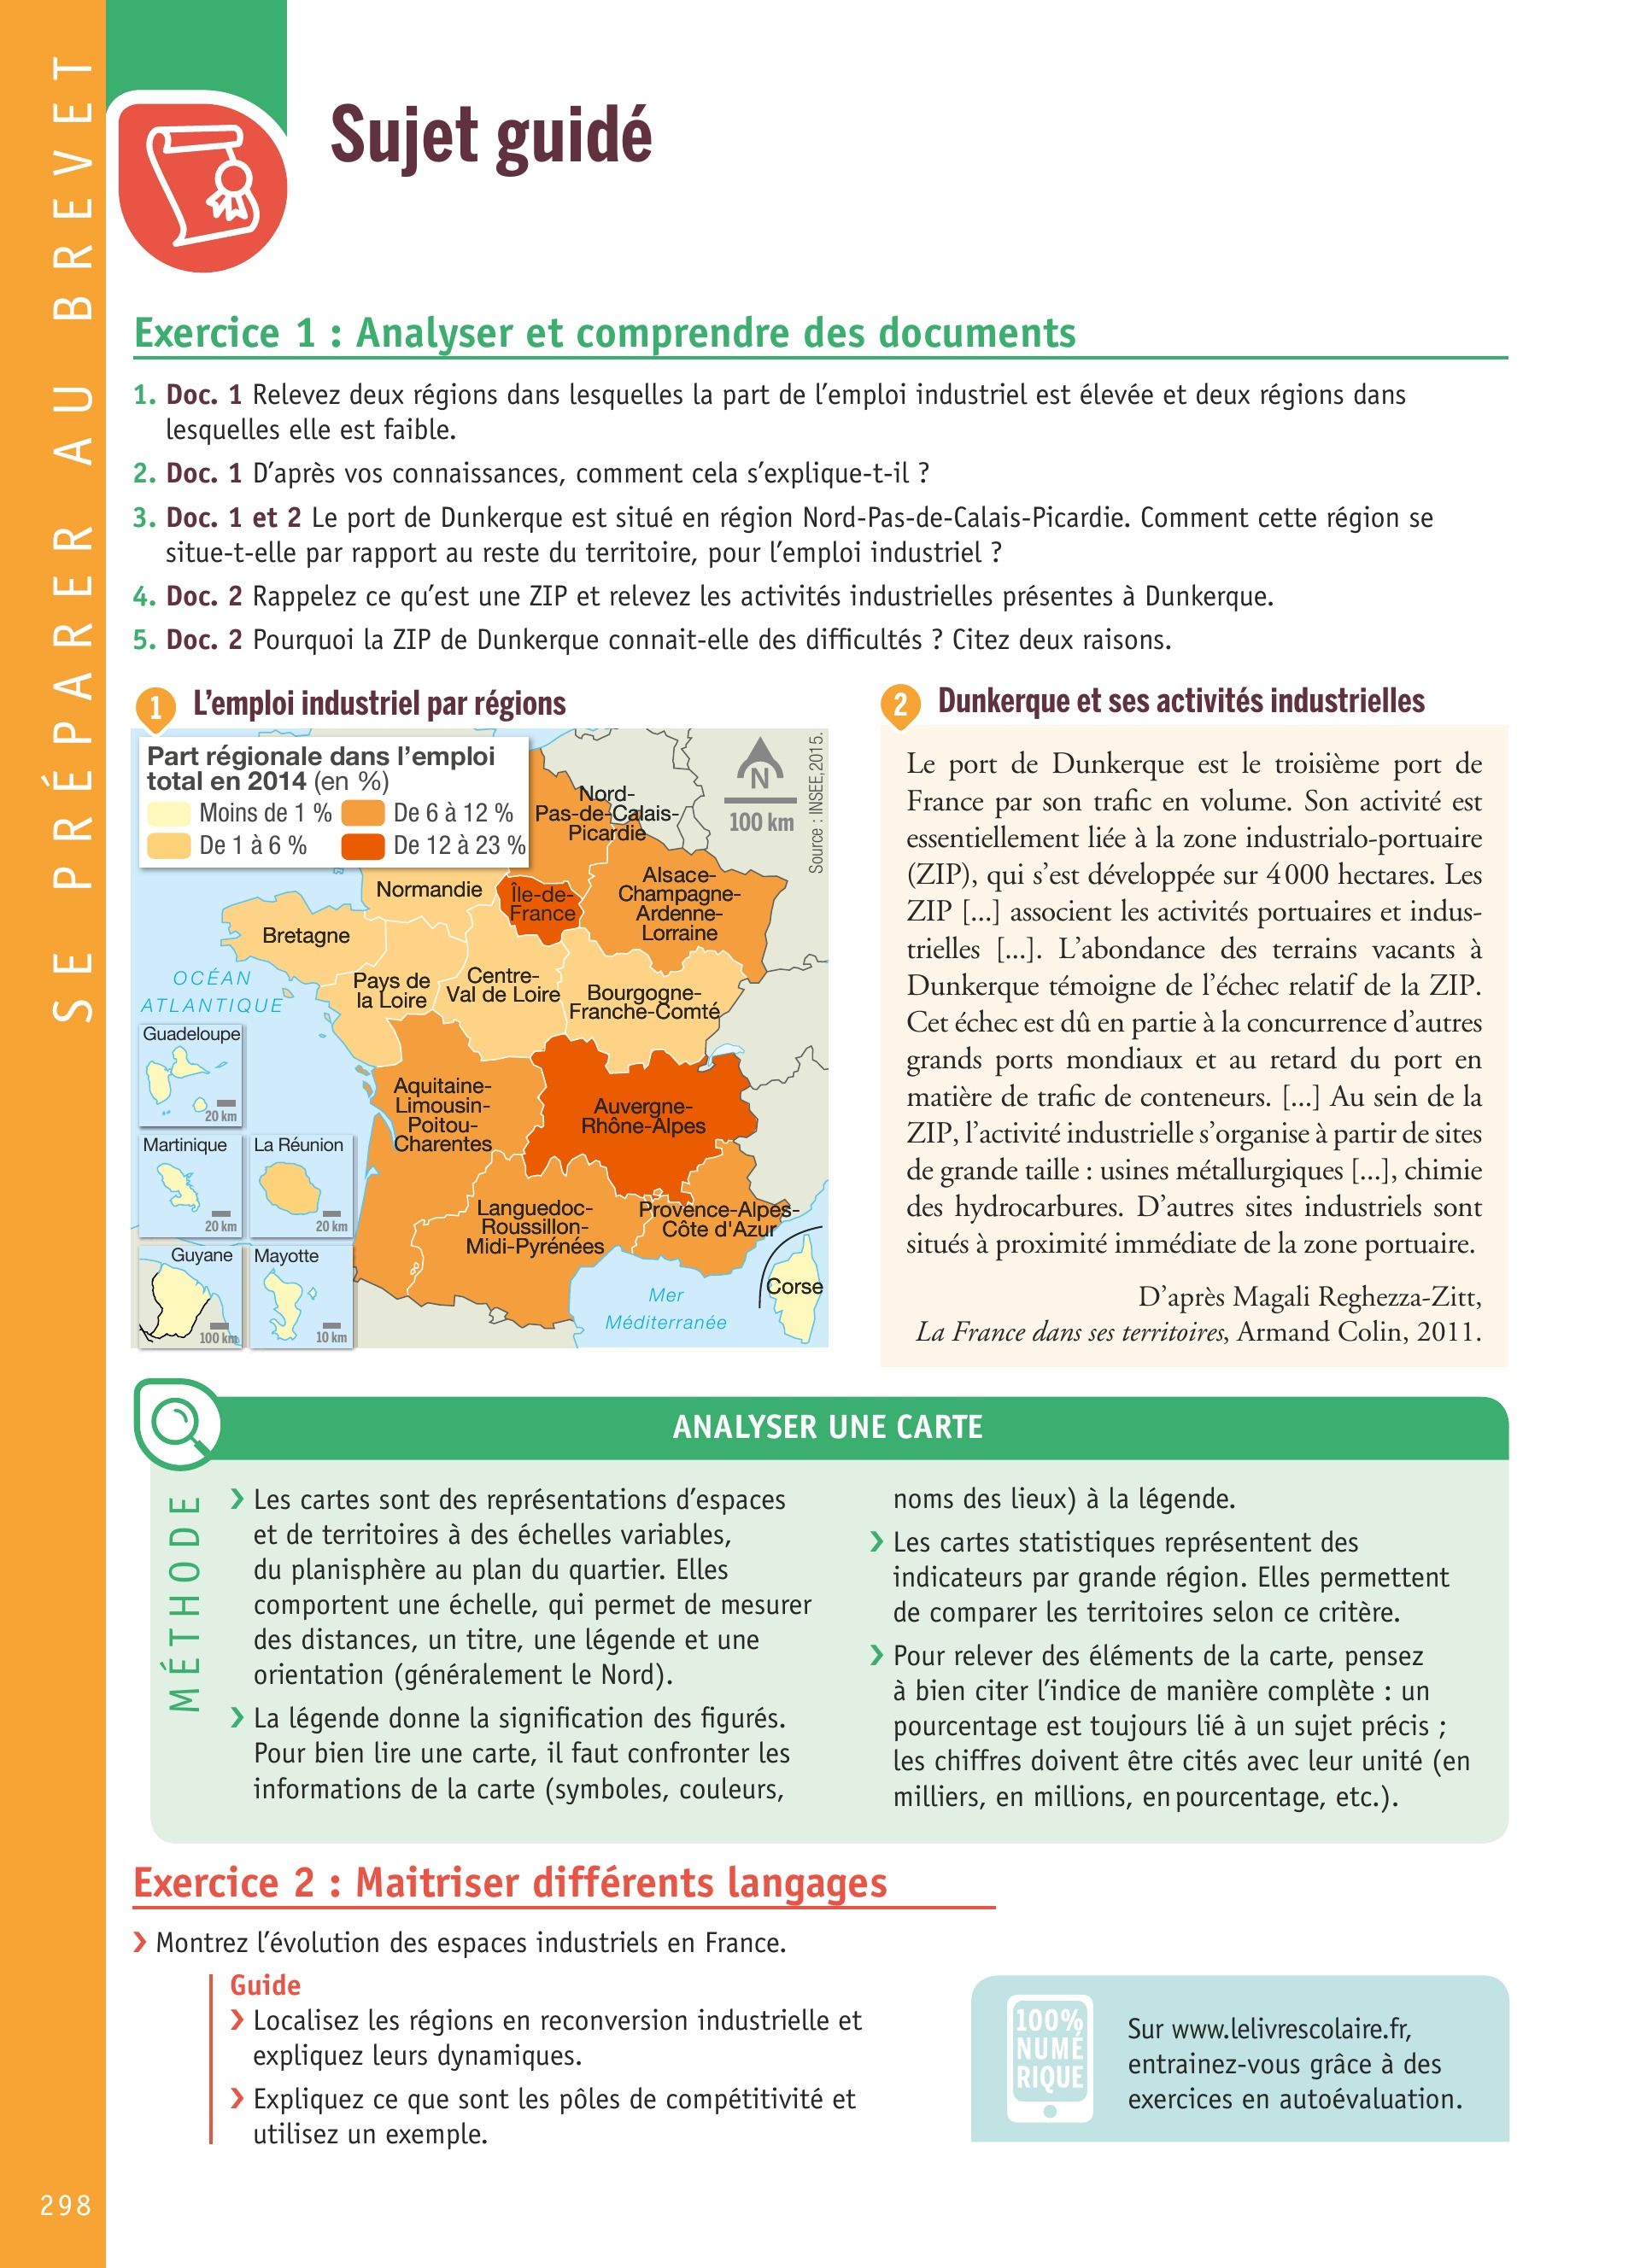 SE PRÉPARER AU BREVET
Sujet guidé
Exercice 1 : Analyser et comprendre des documents
1. Doc. 1 Relevez deux régions dans lesquelles la part de l’emploi industriel est élevée et deux régions dans
lesquelles elle est faible.
2. Doc. 1 D’après vos connaissances, comment cela s’explique-t-il ?
3. Doc. 1 et 2 Le port de Dunkerque est situé en région Nord-Pas-de-Calais-Picardie. Comment cette région se
situe-t-elle par rapport au reste du territoire, pour l’emploi industriel ?
4. Doc. 2 Rappelez ce qu’est une ZIP et relevez les activités industrielles présentes à Dunkerque.
5. Doc. 2 Pourquoi la ZIP de Dunkerque connait-elle des difficultés ? Citez deux raisons.
1 L’emploi industriel par régions
Part régionale dans l’emploi
total en 2014 (en %)
Moins de 1 %
De 6 à 12 %
De 1 à 6 %
De 12 à 23 %
N
100 km
Source : INSEE,2015.
Nord-
Pas-de-Calais-
Picardie
Normandie
Île-de-
France
Alsace-
Champagne-
Ardenne-
Lorraine
Bretagne
Pays de
la Loire
Centre-
Val de Loire
Bourgogne-
Franche-Comté
OCÉAN
ATLANTIQUE
Guadeloupe
20 km
Aquitaine-
Limousin-
Poitou-
Charentes
Auvergne-
Rhône-Alpes
Martinique
20 km
La Réunion
20 km
Languedoc-
Roussillon-
Midi-Pyrénées
Provence-Alpes-
Côte d'Azur
Guyane
100 km
Mayotte
10 km
Mer
Méditerranée
Corse
2 Dunkerque et ses activités industrielles
Le port de Dunkerque est le troisième port de
France par son trafic en volume. Son activité est
essentiellement liée à la zone industrialo-portuaire
(ZIP), qui s’est développée sur 4 000 hectares. Les
ZIP [...] associent les activités portuaires et indus-
trielles [...]. L’abondance des terrains vacants à
Dunkerque témoigne de l’échec relatif de la ZIP.
Cet échec est dû en partie à la concurrence d’autres
grands ports mondiaux et au retard du port en
matière de trafic de conteneurs. [...] Au sein de la
ZIP, l’activité industrielle s’organise à partir de sites
de grande taille : usines métallurgiques [...], chimie
des hydrocarbures. D’autres sites industriels sont
situés à proximité immédiate de la zone portuaire.
D’après Magali Reghezza-Zitt,
La France dans ses territoires, Armand Colin, 2011.
ANALYSER UNE CARTE
MÉTHODE
❯ Les cartes sont des représentations d’espaces
et de territoires à des échelles variables,
du planisphère au plan du quartier. Elles
comportent une échelle, qui permet de mesurer
des distances, un titre, une légende et une
orientation (généralement le Nord).
❯ La légende donne la signification des figurés.
Pour bien lire une carte, il faut confronter les
informations de la carte (symboles, couleurs,
noms des lieux) à la légende.
❯ Les cartes statistiques représentent des
indicateurs par grande région. Elles permettent
de comparer les territoires selon ce critère.
❯ Pour relever des éléments de la carte, pensez
à bien citer l’indice de manière complète : un
pourcentage est toujours lié à un sujet précis ;
les chiffres doivent être cités avec leur unité (en
milliers, en millions, en pourcentage, etc.).
Exercice 2 : Maitriser différents langages
❯ Montrez l’évolution des espaces industriels en France.
Guide
❯ Localisez les régions en reconversion industrielle et
expliquez leurs dynamiques.
❯ Expliquez ce que sont les pôles de compétitivité et
utilisez un exemple.
100%
NUMÉ
RIQUE
Sur www.lelivrescolaire.fr,
entrainez-vous grâce à des
exercices en autoévaluation.
298